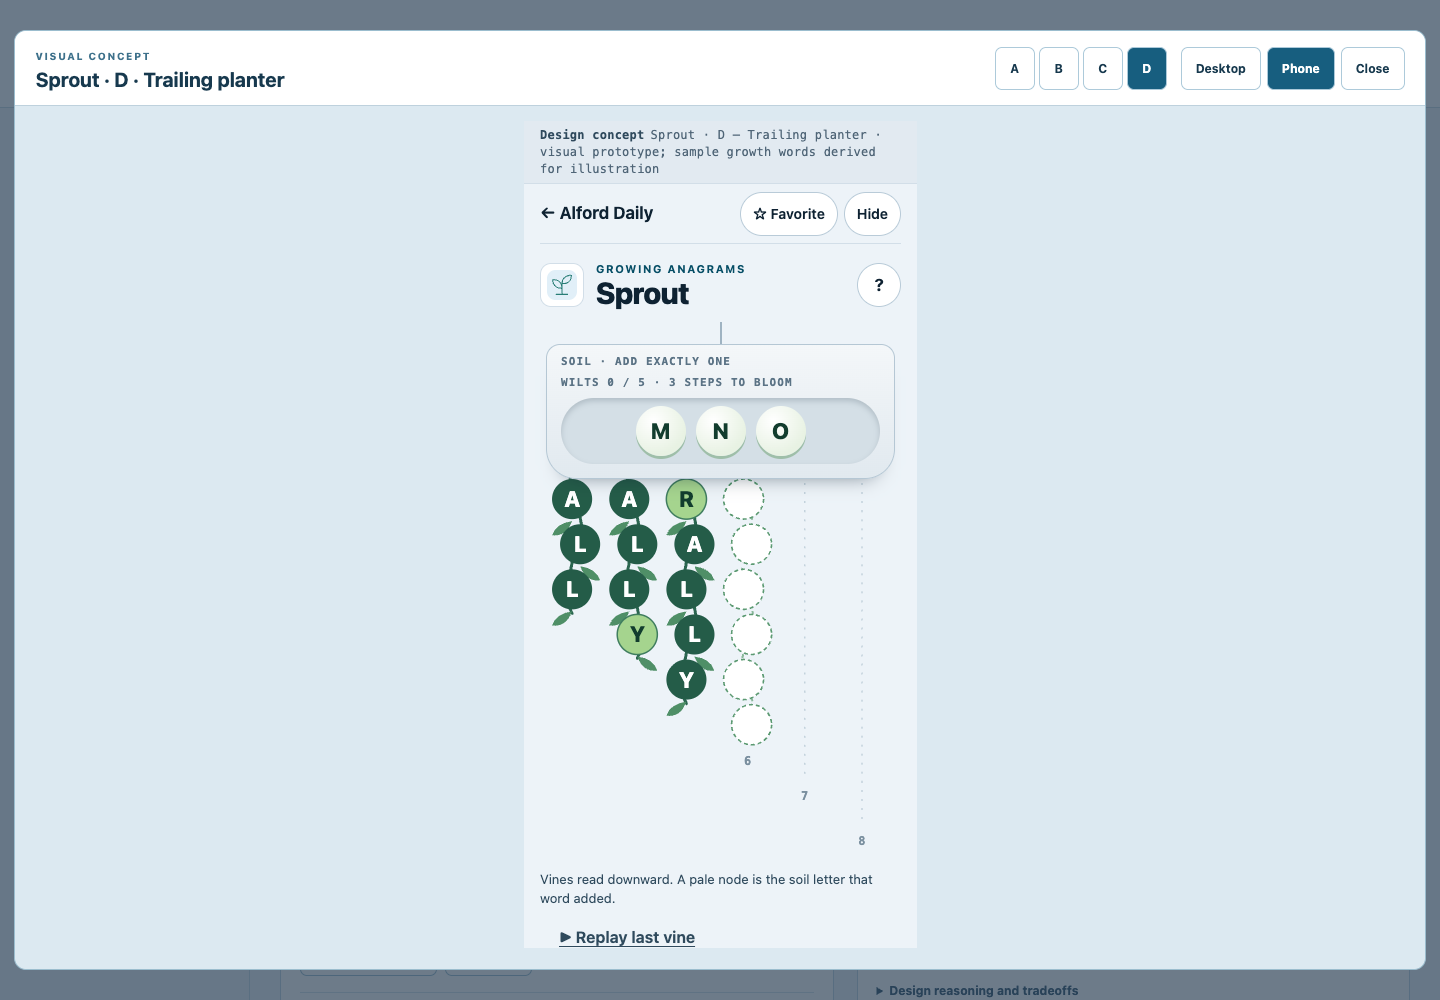 VISUAL CONCEPT
Sprout · D · Trailing planter
A B C D Desktop Phone Close
Design concept Sprout · D — Trailing planter ·
visual prototype; sample growth words derived
for illustration
← Alford Daily
☆ Favorite Hide
GROWING ANAGRAMS
Sprout
?
SOIL · ADD EXACTLY ONE
WILTS 0 / 5 · 3 STEPS TO BLOOM
M N O
A A R
L L A
L L L
Y L
Y
6
7
8
Vines read downward. A pale node is the soil letter that
word added.
▶ Replay last vine
▶ Design reasoning and tradeoffs